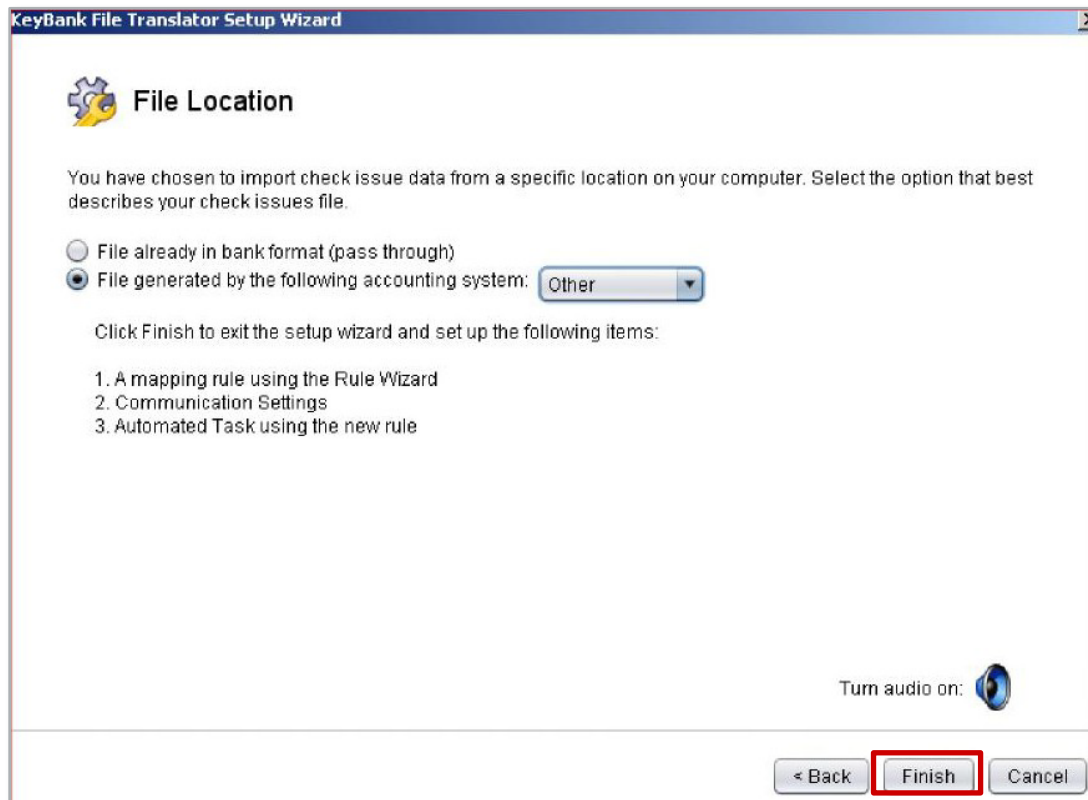 KeyBank File Translator Setup Wizard
File Location
You have chosen to import check issue data from a specific location on your computer. Select the option that best
describes your check issues file.
File already in bank format (pass through)
File generated by the following accounting system: Other
Click Finish to exit the setup wizard and set up the following items:
1. A mapping rule using the Rule Wizard
2. Communication Settings
3. Automated Task using the new rule
Turn audio on:
< Back Finish Cancel